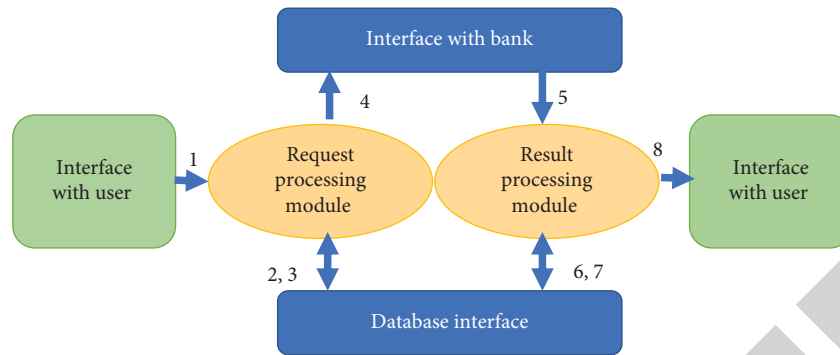 Interface with bank
4
5
Interface
with user
1
Request
processing
module
Result
processing
module
8
Interface
with user
2, 3
6, 7
Database interface